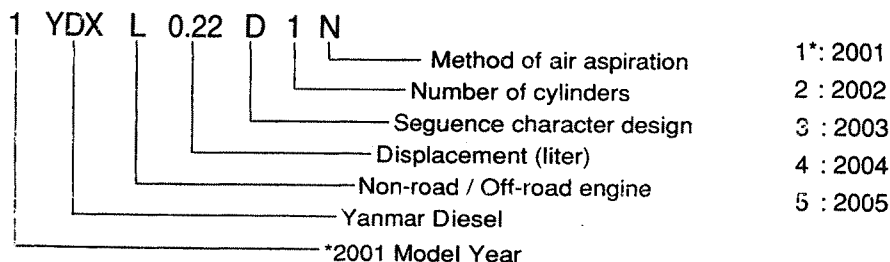 1 YDX L 0.22 D 1 N
Method of air aspiration
Number of cylinders
Seguence character design
Displacement (liter)
Non-road / Off-road engine
Yanmar Diesel
*2001 Model Year
1*: 2001
2 : 2002
3 : 2003
4 : 2004
5 : 2005